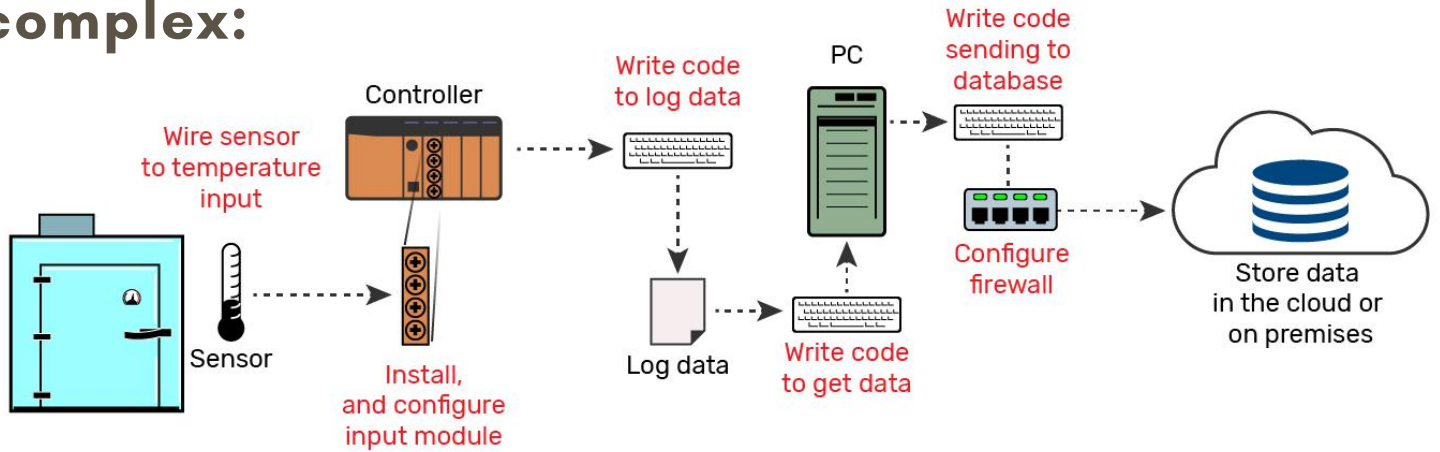 complex:
Wire sensor
to temperature
input
Sensor
Controller
Install,
and configure
input module
Write code
to log data
Log data
Write code
to get data
PC
Write code
sending to
database
Configure
firewall
Store data
in the cloud or
on premises